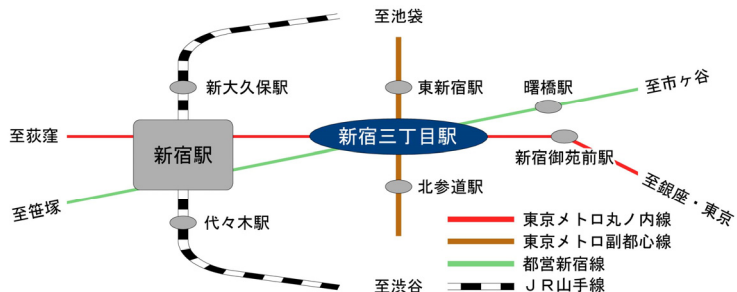 至池袋
新大久保駅
東新宿駅
曙橋駅
至市ヶ谷
至荻窪
新宿駅
新宿三丁目駅
新宿御苑前駅
至笹塚
代々木駅
北参道駅
至銀座・東京
東京メトロ丸ノ内線
東京メトロ副都心線
都営新宿線
至渋谷
ＪＲ山手線